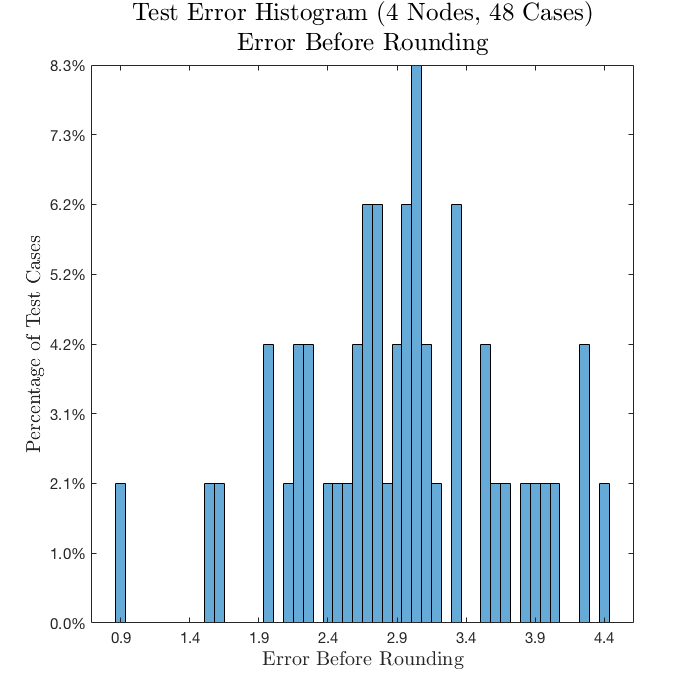 Test Error Histogram (4 Nodes, 48 Cases)
Error Before Rounding
8.3%
7.3%
6.2%
5.2%
4.2%
3.1%
2.1%
1.0%
0.0%
Percentage of Test Cases
0.9 1.4 1.9 2.4 2.9 3.4 3.9 4.4
Error Before Rounding